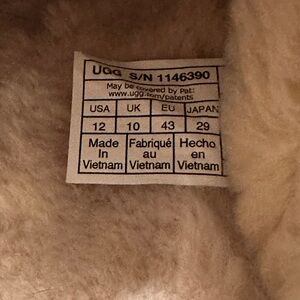 UGG S/N 1146390
May be covered by Pat:
www.ugg.com/patents
USA UK EU JAPAN
12 10 43 29
Made Fabriqué Hecho
In au en
Vietnam Vietnam Vietnam